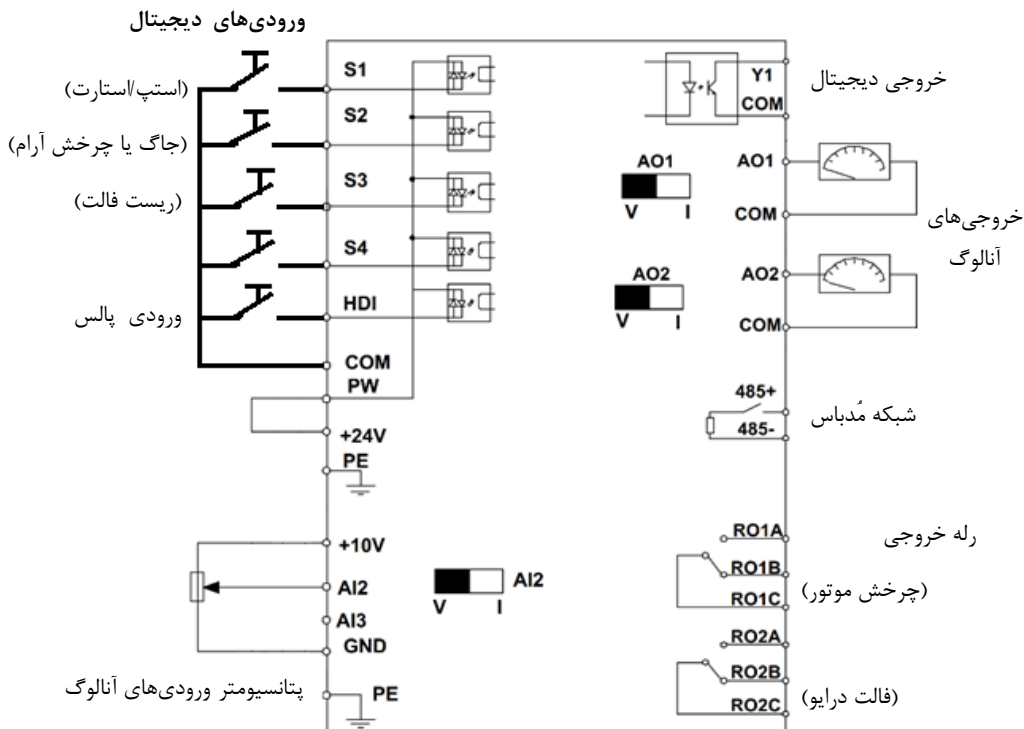 ورودی‌های دیجیتال
(استپ/استارت)
S1
(جاگ یا چرخش آرام)
S2
(ریست فالت)
S3
S4
ورودی پالس
HDI
COM
PW
+24V
PE
+10V
AI2
AI3
GND
پتانسیومتر ورودی‌های آنالوگ
PE
AI2
V I
Y1
COM
خروجی دیجیتال
AO1
V I
AO1
COM
خروجی‌های
آنالوگ
AO2
V I
AO2
COM
485+
485-
شبکه مُدباس
RO1A
RO1B
RO1C
رله خروجی
(چرخش موتور)
RO2A
RO2B
RO2C
(فالت درایو)